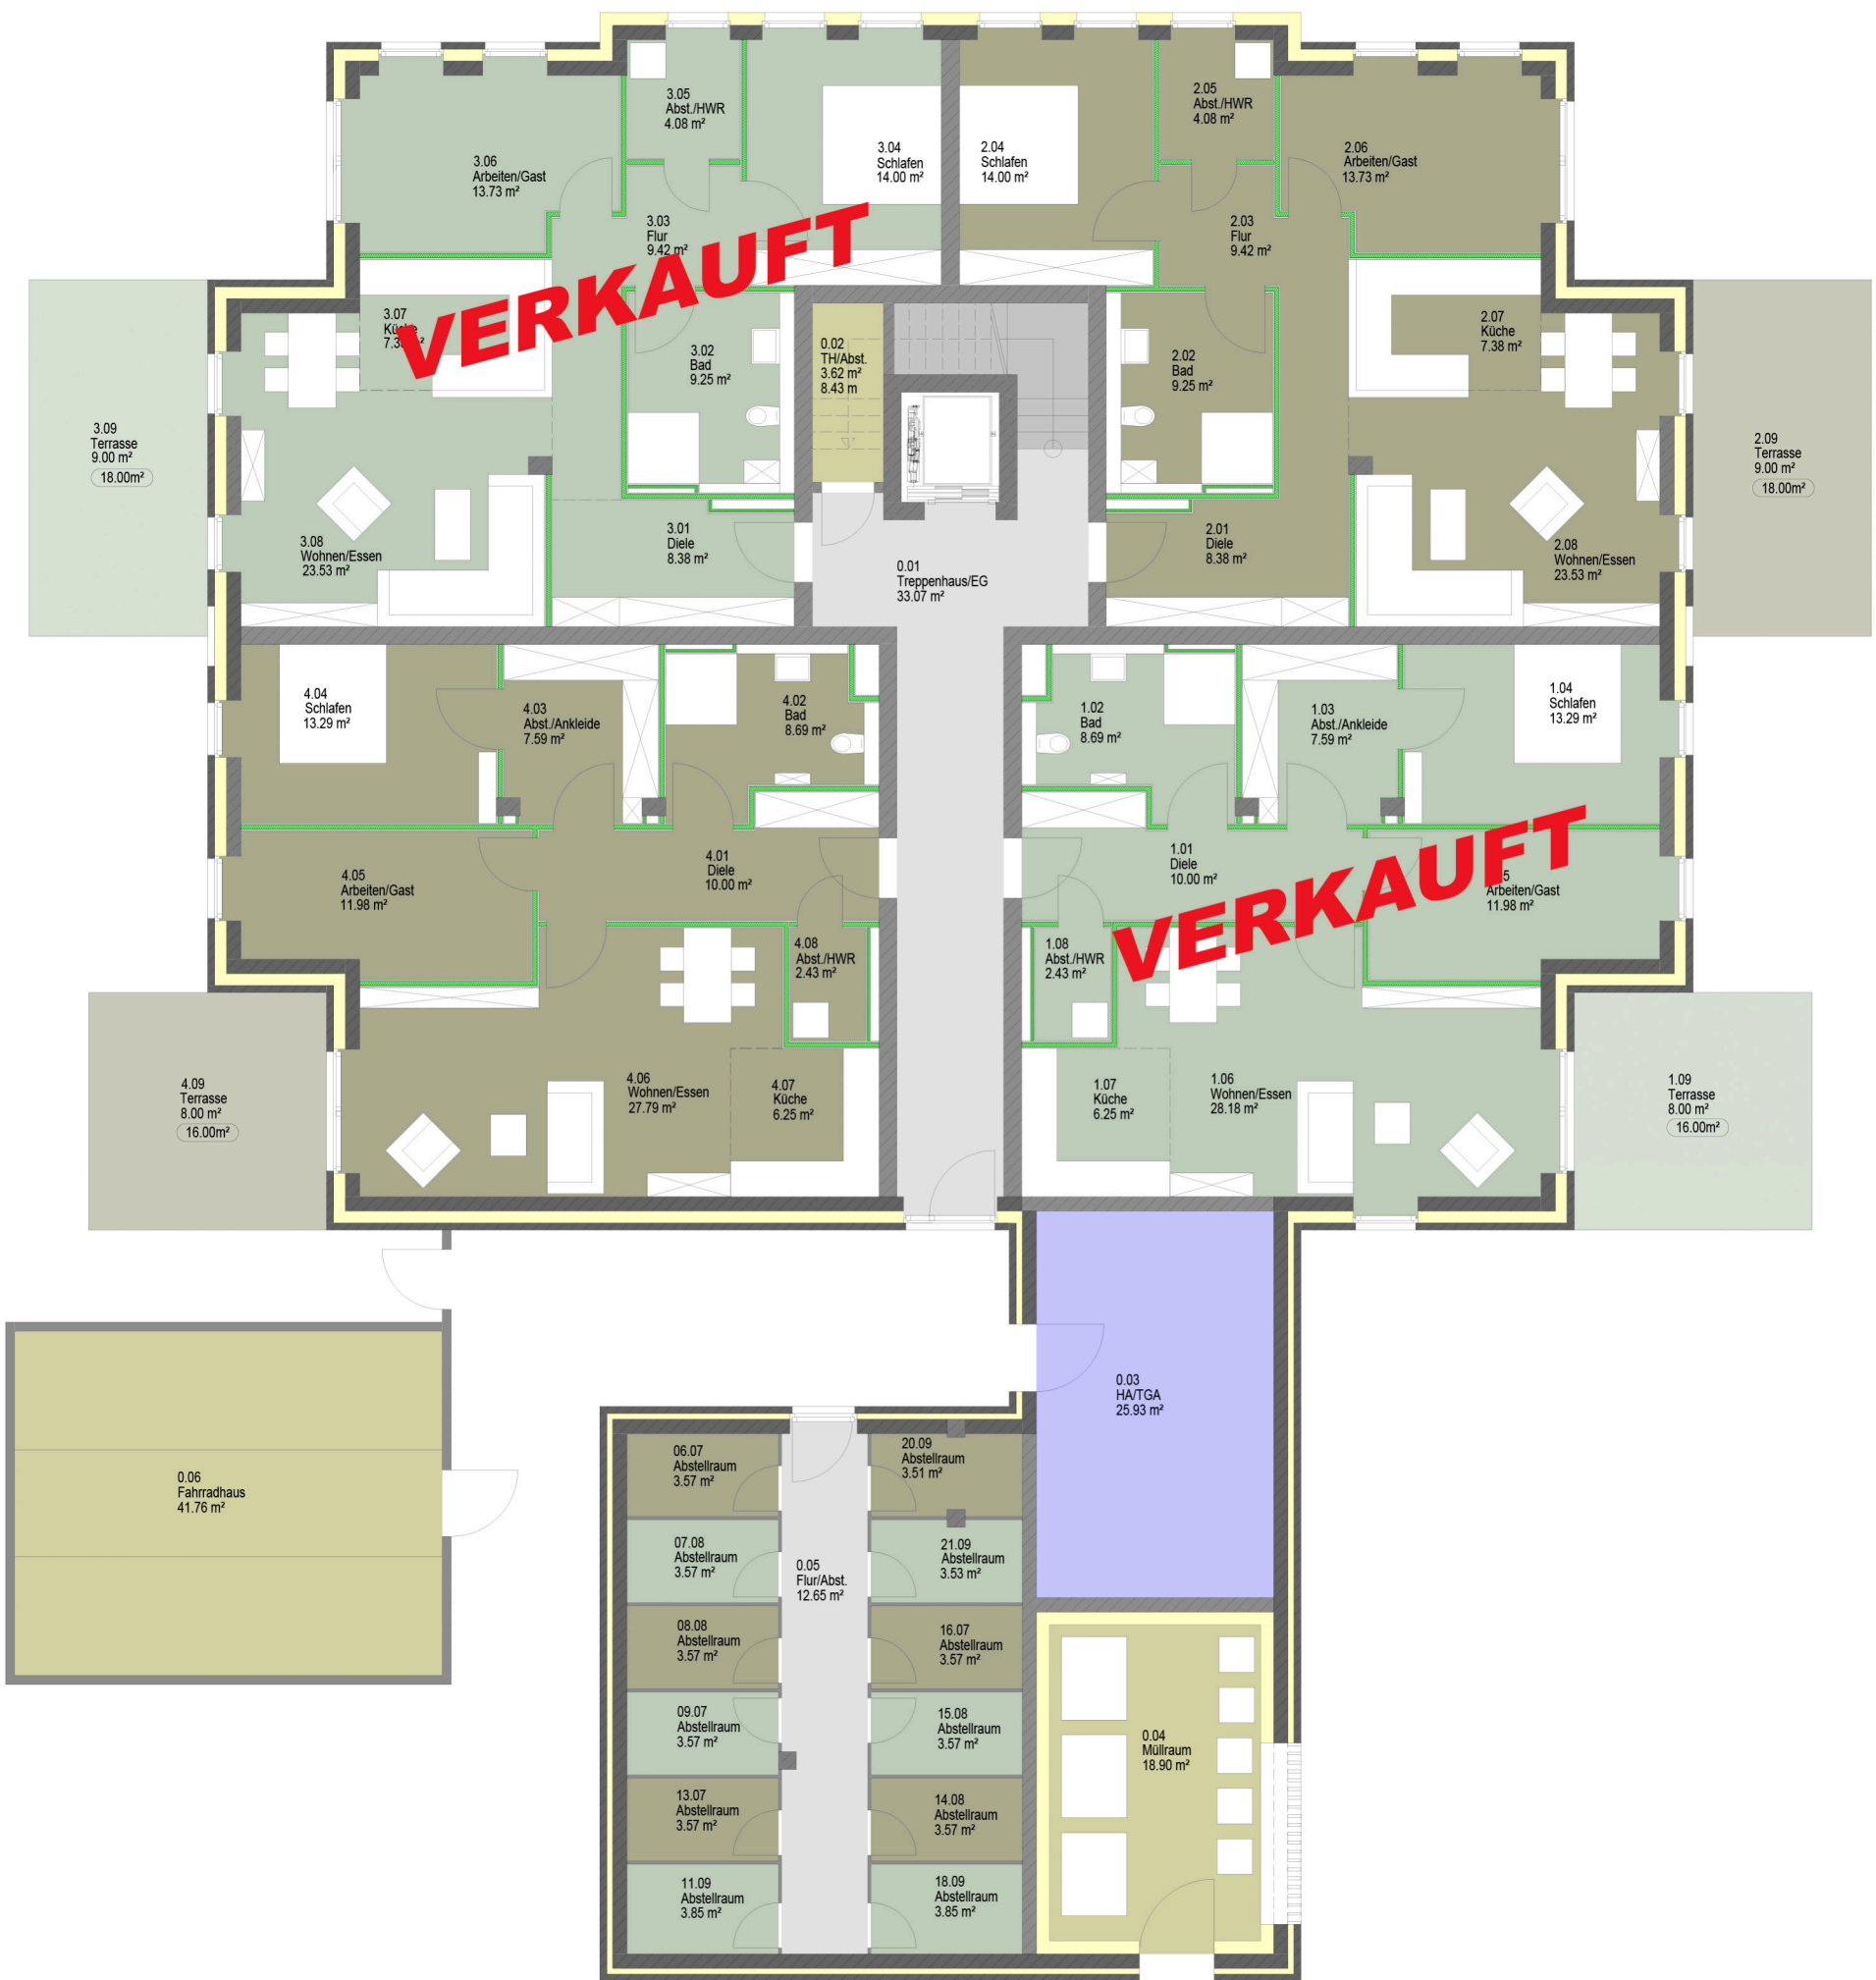 3.05
Abst./HWR
4.08 m²
2.05
Abst./HWR
4.08 m²
3.06
Arbeiten/Gast
13.73 m²
3.04
Schlafen
14.00 m²
2.04
Schlafen
14.00 m²
2.06
Arbeiten/Gast
13.73 m²
3.03
Flur
9.42 m²
2.03
Flur
9.42 m²
VERKAUFT
3.07
Küche
3.02
Bad
9.25 m²
0.02
TH/Abst.
3.62 m²
8.43 m
2.02
Bad
9.25 m²
2.07
Küche
7.38 m²
3.09
Terrasse
9.00 m²
18.00m²
2.09
Terrasse
9.00 m²
18.00m²
3.08
Wohnen/Essen
23.53 m²
3.01
Diele
8.38 m²
0.01
Treppenhaus/EG
33.07 m²
2.01
Diele
8.38 m²
2.08
Wohnen/Essen
23.53 m²
4.04
Schlafen
13.29 m²
4.03
Abst./Ankleide
7.59 m²
4.02
Bad
8.69 m²
1.02
Bad
8.69 m²
1.03
Abst./Ankleide
7.59 m²
1.04
Schlafen
13.29 m²
4.05
Arbeiten/Gast
11.98 m²
4.01
Diele
10.00 m²
1.01
Diele
10.00 m²
VERKAUFT
5
Arbeiten/Gast
11.98 m²
4.08
Abst./HWR
2.43 m²
1.08
Abst./HWR
2.43 m²
4.09
Terrasse
8.00 m²
16.00m²
4.06
Wohnen/Essen
27.79 m²
4.07
Küche
6.25 m²
1.07
Küche
6.25 m²
1.06
Wohnen/Essen
28.18 m²
1.09
Terrasse
8.00 m²
16.00m²
0.03
HA/TGA
25.93 m²
0.06
Fahrradhaus
41.76 m²
06.07
Abstellraum
3.57 m²
20.09
Abstellraum
3.51 m²
07.08
Abstellraum
3.57 m²
0.05
Flur/Abst.
12.65 m²
21.09
Abstellraum
3.53 m²
08.08
Abstellraum
3.57 m²
16.07
Abstellraum
3.57 m²
09.07
Abstellraum
3.57 m²
15.08
Abstellraum
3.57 m²
0.04
Müllraum
18.90 m²
13.07
Abstellraum
3.57 m²
14.08
Abstellraum
3.57 m²
11.09
Abstellraum
3.85 m²
18.09
Abstellraum
3.85 m²